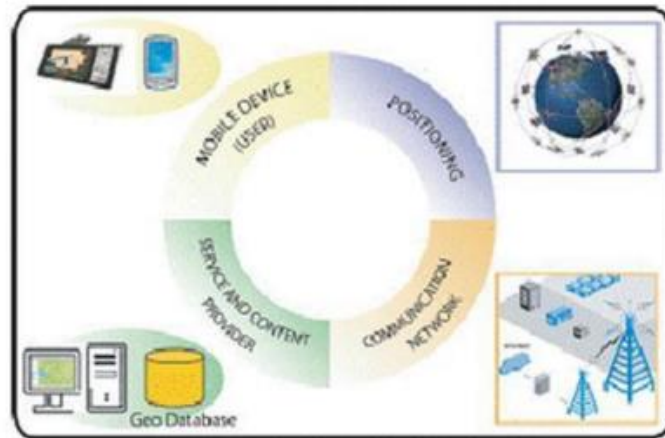 MOBILE DEVICE
(USER)
POSITIONING
SERVICE AND CONTENT
PROVIDER
COMMUNICATION
NETWORK
Geo Database